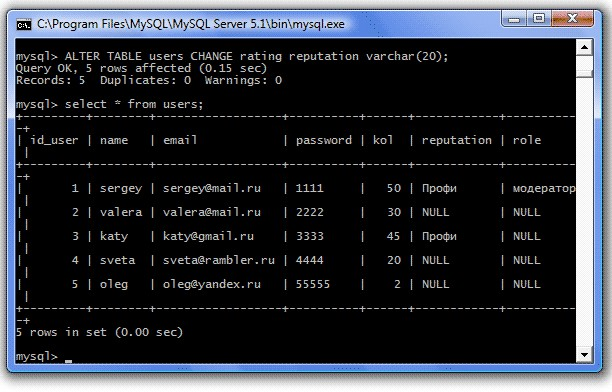 C:\Program Files\MySQL\MySQL Server 5.1\bin\mysql.exe
mysql> ALTER TABLE users CHANGE rating reputation varchar(20);
Query OK, 5 rows affected (0.15 sec)
Records: 5  Duplicates: 0  Warnings: 0
mysql> select * from users;
+---------+--------+-----------------+----------+------+------------+---------
-+
| id_user | name   | email           | password | kol  | reputation | role
 |
+---------+--------+-----------------+----------+------+------------+---------
-+
|       1 | sergey | sergey@mail.ru  | 1111     |   50 | Профи      | модератор
 |
|       2 | valera | valera@mail.ru  | 2222     |   30 | NULL       | NULL
 |
|       3 | katy   | katy@gmail.ru   | 3333     |   45 | Профи      | NULL
 |
|       4 | sveta  | sveta@rambler.ru | 4444     |   20 | NULL       | NULL
 |
|       5 | oleg   | oleg@yandex.ru  | 55555    |    2 | NULL       | NULL
 |
+---------+--------+-----------------+----------+------+------------+---------
-+
5 rows in set (0.00 sec)
mysql> _